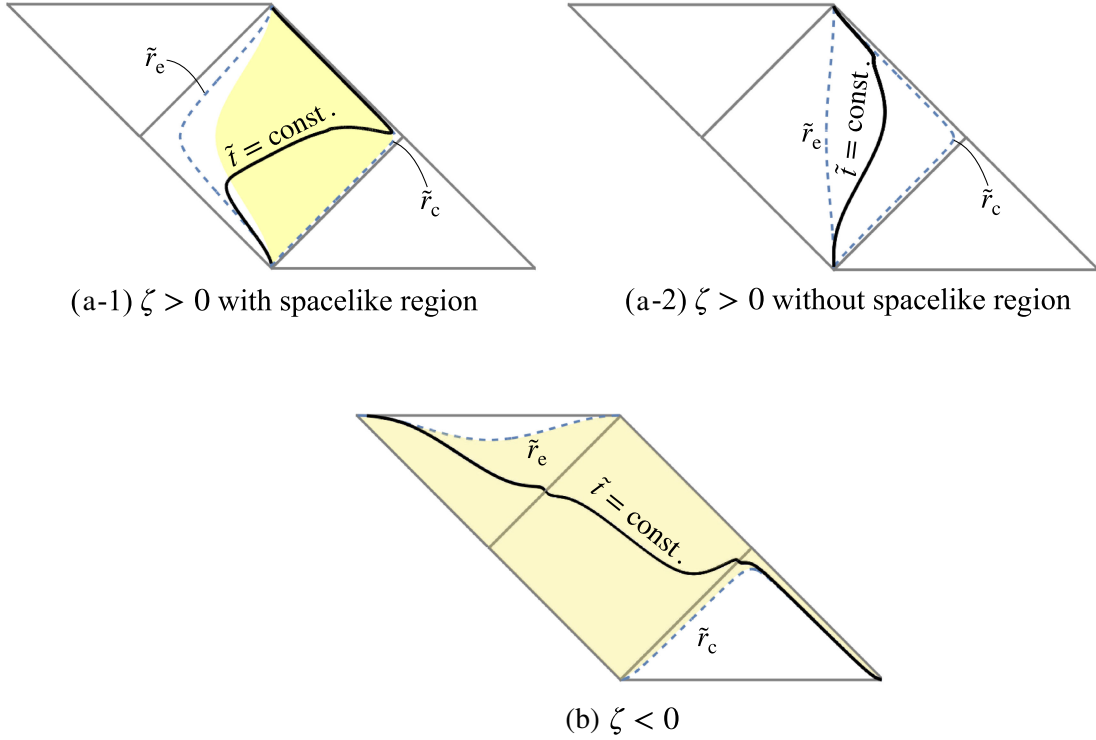 r̃ₑ
t̃ = const.
r̃c
(a-1) ζ > 0 with spacelike region
r̃ₑ
t̃ = const.
r̃c
(a-2) ζ > 0 without spacelike region
r̃ₑ
t̃ = const.
r̃c
(b) ζ < 0